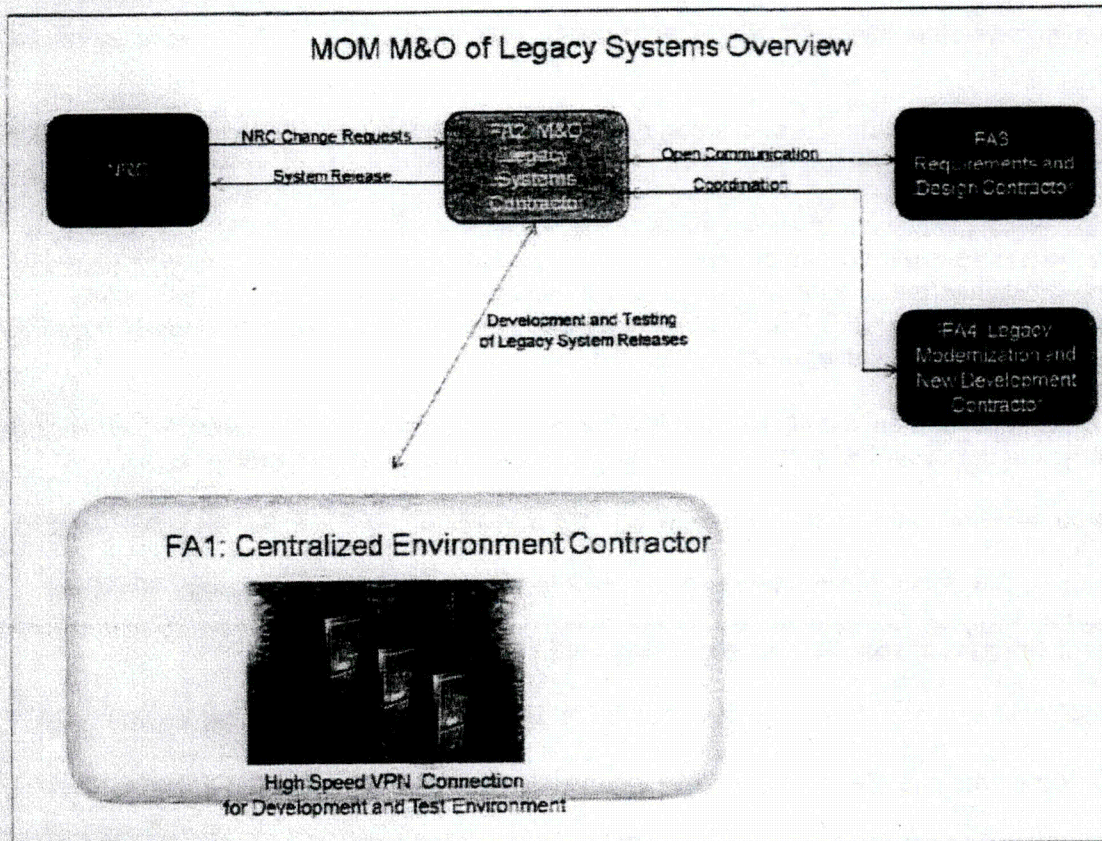 MOM M&O of Legacy Systems Overview
NRC
NRC Change Requests
System Release
FA2 M&O
Legacy
Systems
Contractor
Open Communication
Coordination
FA3
Requirements and
Design Contractor
Development and Testing
of Legacy System Releases
FA4 Legacy
Modernization and
New Development
Contractor
FA1: Centralized Environment Contractor
High Speed VPN Connection
for Development and Test Environment